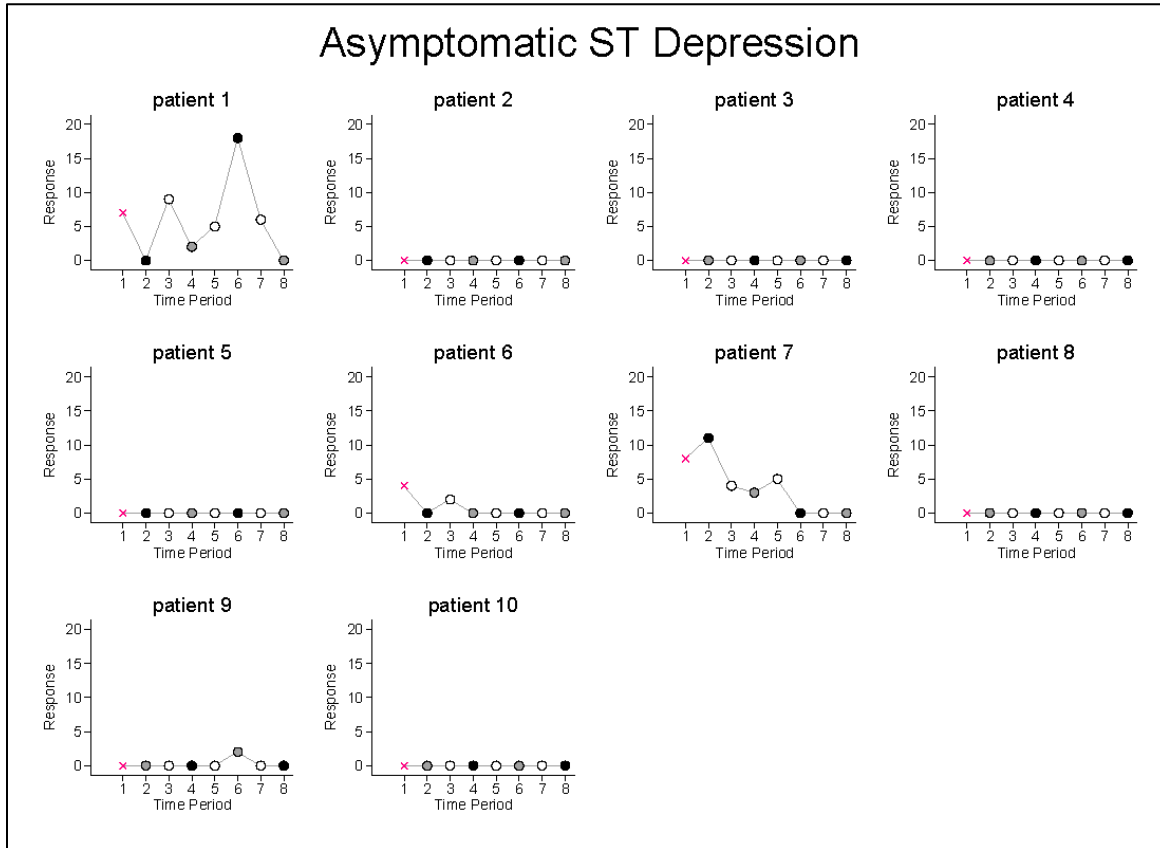 Asymptomatic ST Depression
patient 1
20
15
10
5
0
Response
1 2 3 4 5 6 7 8
Time Period
patient 2
20
15
10
5
0
Response
1 2 3 4 5 6 7 8
Time Period
patient 3
20
15
10
5
0
Response
1 2 3 4 5 6 7 8
Time Period
patient 4
20
15
10
5
0
Response
1 2 3 4 5 6 7 8
Time Period
patient 5
20
15
10
5
0
Response
1 2 3 4 5 6 7 8
Time Period
patient 6
20
15
10
5
0
Response
1 2 3 4 5 6 7 8
Time Period
patient 7
20
15
10
5
0
Response
1 2 3 4 5 6 7 8
Time Period
patient 8
20
15
10
5
0
Response
1 2 3 4 5 6 7 8
Time Period
patient 9
20
15
10
5
0
Response
1 2 3 4 5 6 7 8
Time Period
patient 10
20
15
10
5
0
Response
1 2 3 4 5 6 7 8
Time Period